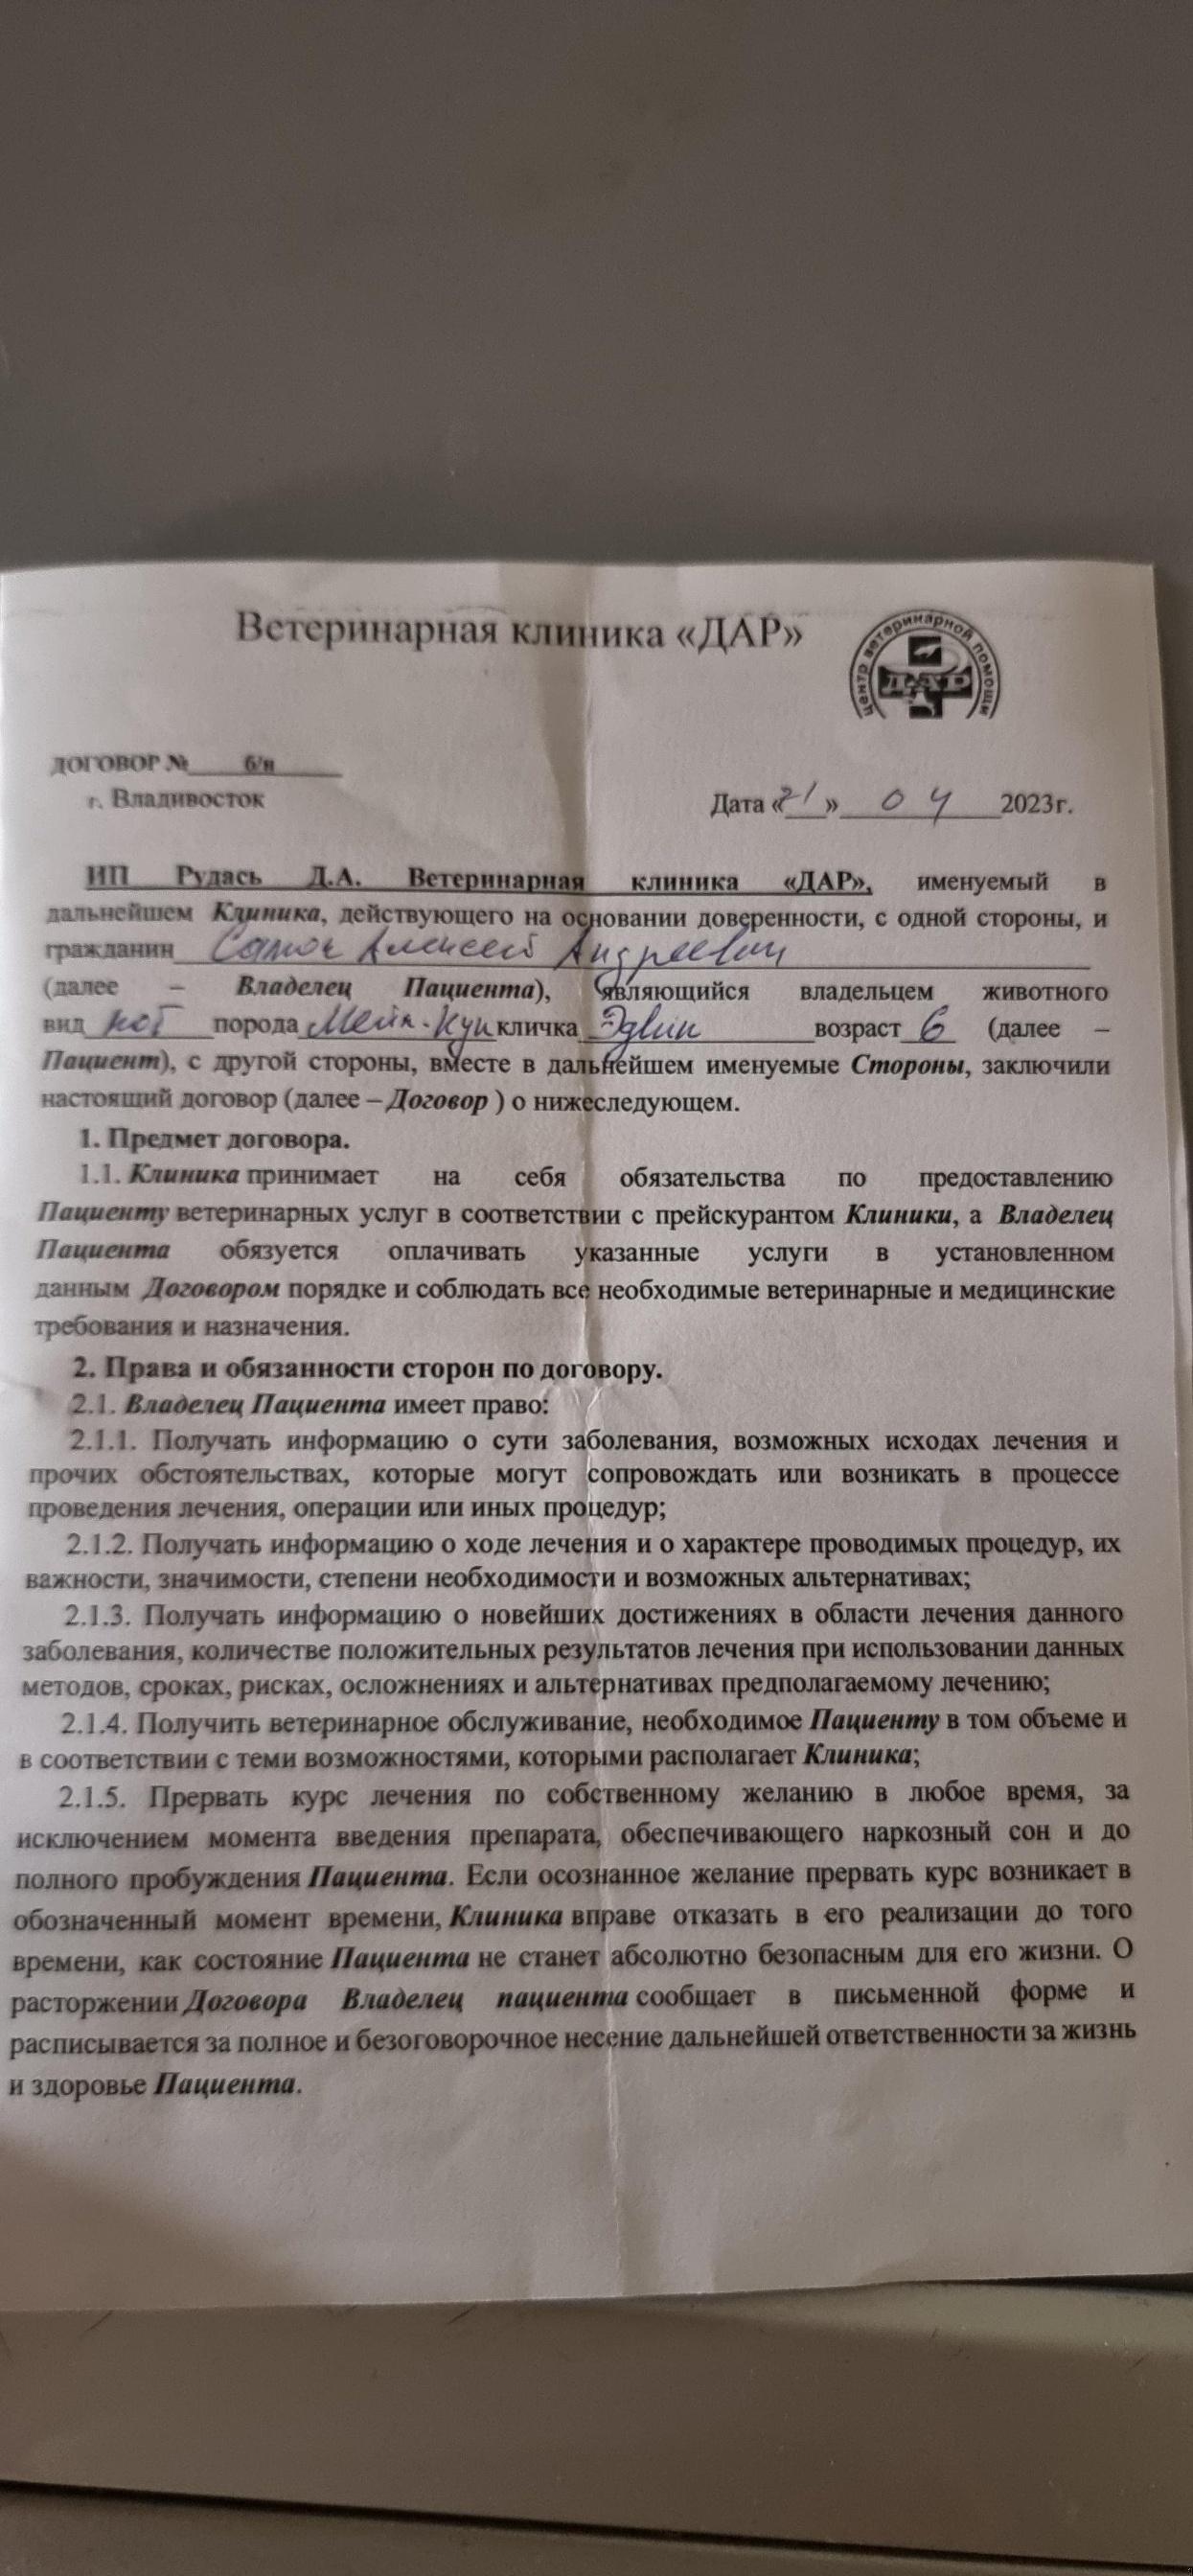 Ветеринарная клиника «ДАР»
центр ветеринарной помощи
ДАР
ДОГОВОР № б/н
г. Владивосток
Дата «21» 04 2023г.
ИП Рудась Д.А. Ветеринарная клиника «ДАР», именуемый в
дальнейшем Клиника, действующего на основании доверенности, с одной стороны, и
гражданин Алексей Андреевич
(далее – Владелец Пациента), являющийся владельцем животного
вид кот порода Мейн-Кун кличка Эдвин возраст 6 (далее –
Пациент), с другой стороны, вместе в дальнейшем именуемые Стороны, заключили
настоящий договор (далее – Договор ) о нижеследующем.
1. Предмет договора.
1.1. Клиника принимает на себя обязательства по предоставлению
Пациенту ветеринарных услуг в соответствии с прейскурантом Клиники, а Владелец
Пациента обязуется оплачивать указанные услуги в установленном
данным Договором порядке и соблюдать все необходимые ветеринарные и медицинские
требования и назначения.
2. Права и обязанности сторон по договору.
2.1. Владелец Пациента имеет право:
2.1.1. Получать информацию о сути заболевания, возможных исходах лечения и
прочих обстоятельствах, которые могут сопровождать или возникать в процессе
проведения лечения, операции или иных процедур;
2.1.2. Получать информацию о ходе лечения и о характере проводимых процедур, их
важности, значимости, степени необходимости и возможных альтернативах;
2.1.3. Получать информацию о новейших достижениях в области лечения данного
заболевания, количестве положительных результатов лечения при использовании данных
методов, сроках, рисках, осложнениях и альтернативах предполагаемому лечению;
2.1.4. Получить ветеринарное обслуживание, необходимое Пациенту в том объеме и
в соответствии с теми возможностями, которыми располагает Клиника;
2.1.5. Прервать курс лечения по собственному желанию в любое время, за
исключением момента введения препарата, обеспечивающего наркозный сон и до
полного пробуждения Пациента. Если осознанное желание прервать курс возникает в
обозначенный момент времени, Клиника вправе отказать в его реализации до того
времени, как состояние Пациента не станет абсолютно безопасным для его жизни. О
расторжении Договора Владелец пациента сообщает в письменной форме и
расписывается за полное и безоговорочное несение дальнейшей ответственности за жизнь
и здоровье Пациента.